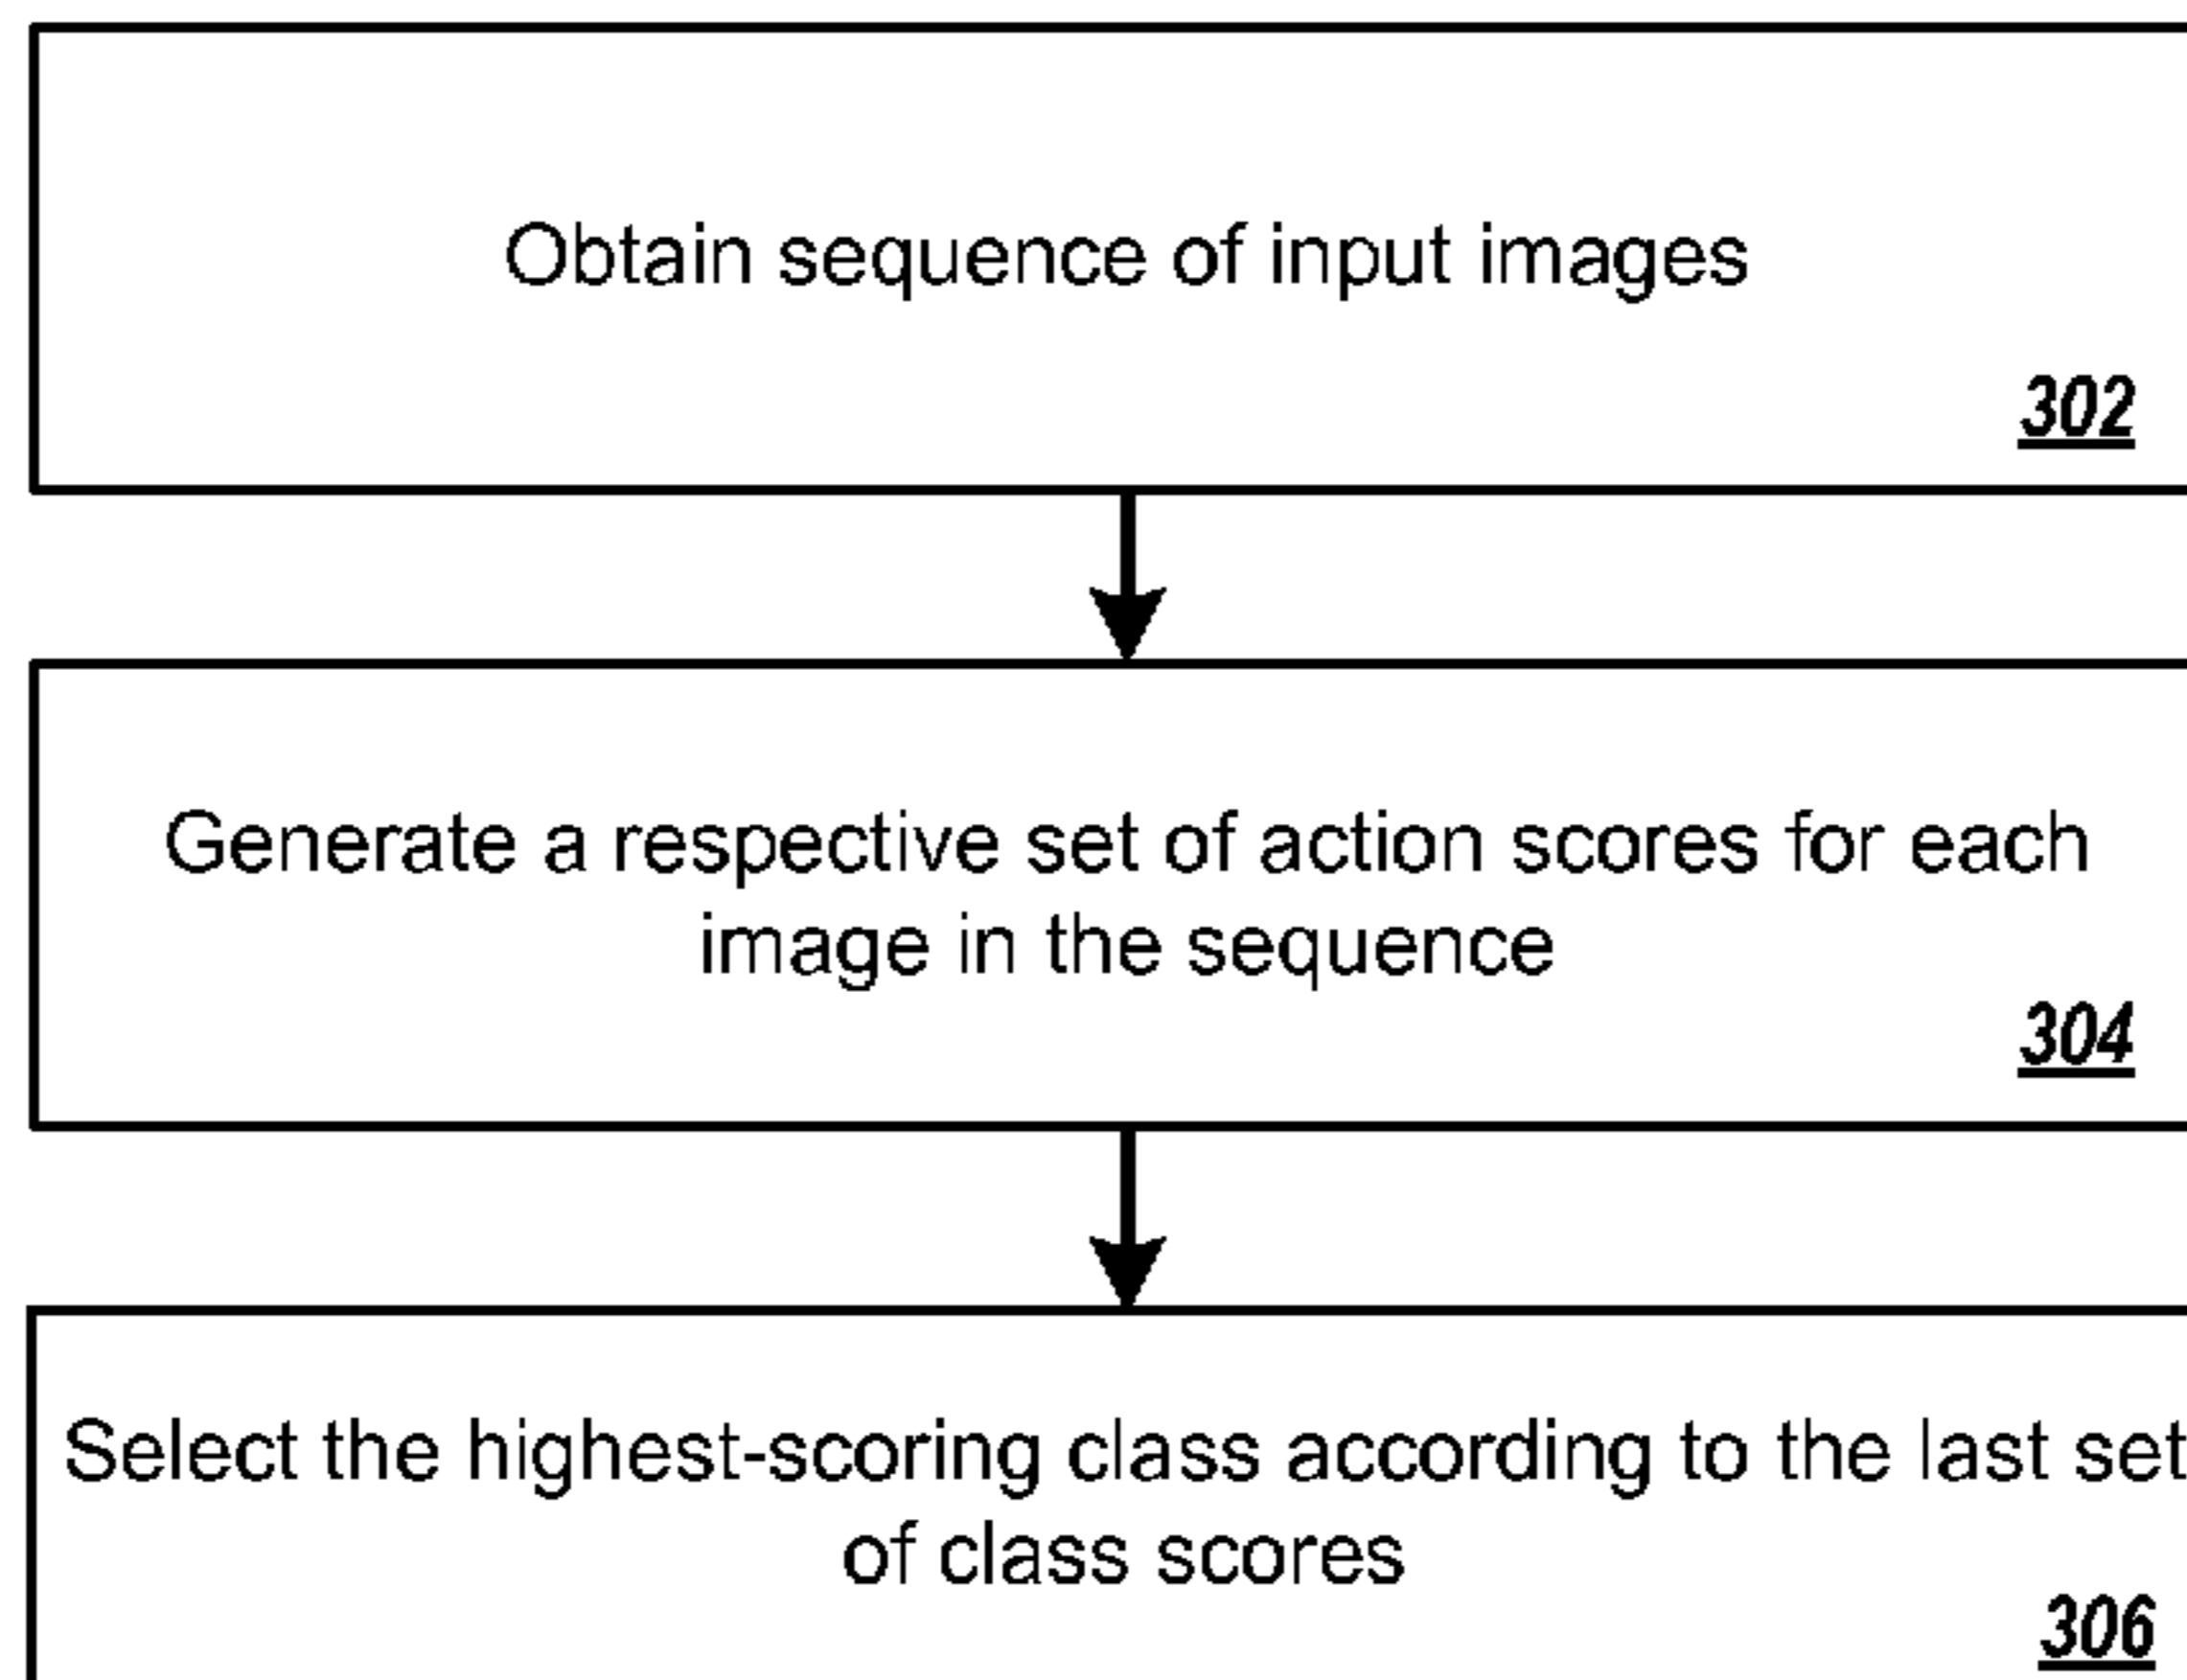 Obtain sequence of input images
302
Generate a respective set of action scores for each
image in the sequence
304
Select the highest-scoring class according to the last set
of class scores
306